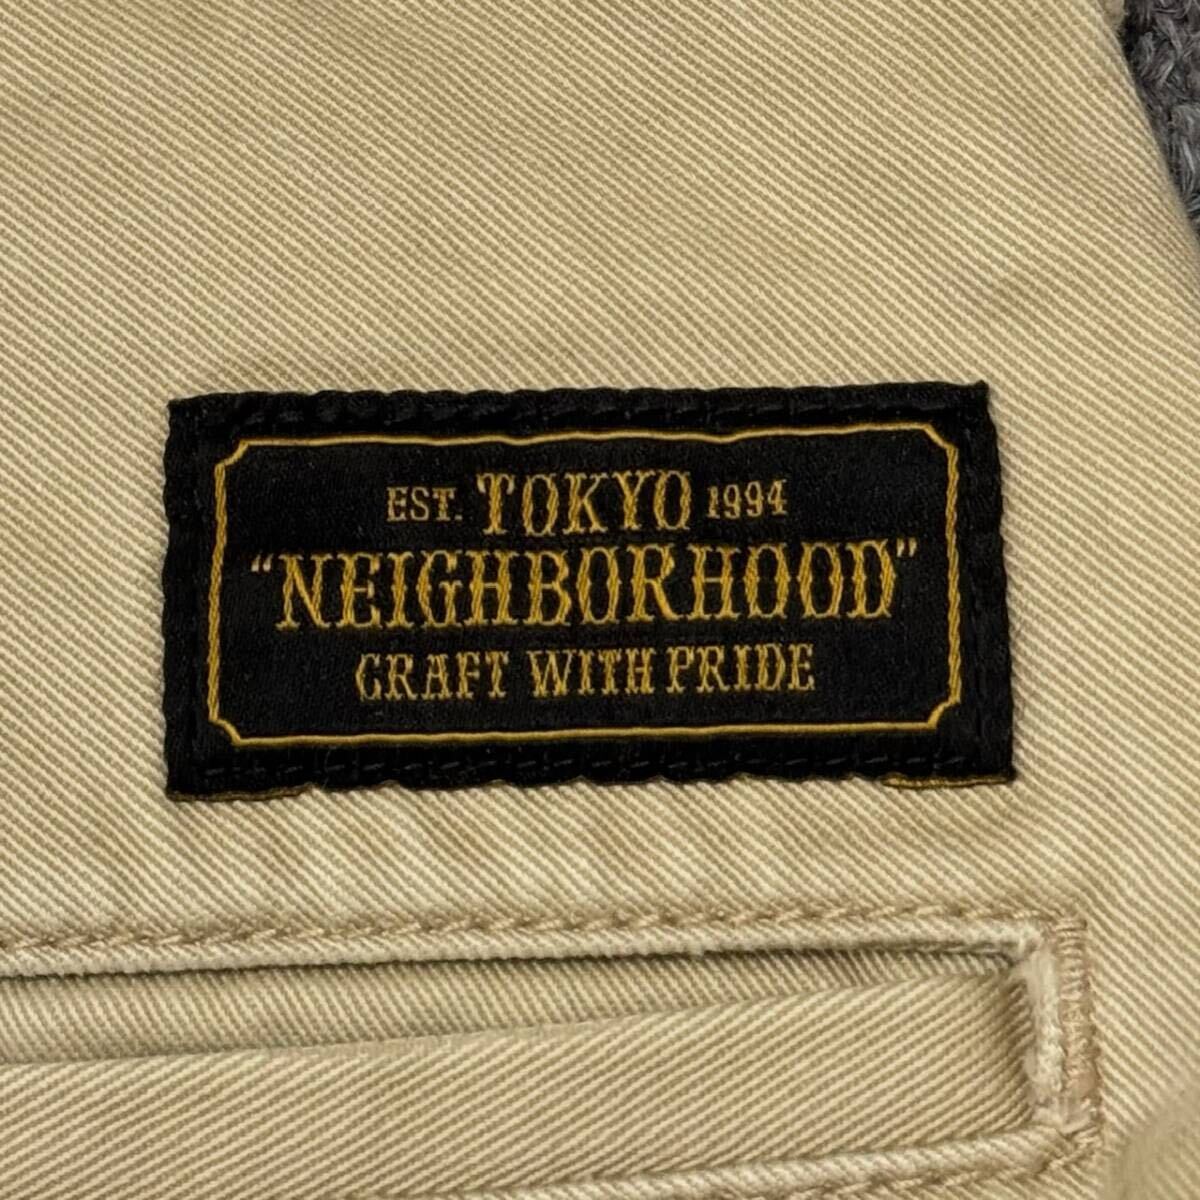 EST. TOKYO 1994
"NEIGHBORHOOD"
CRAFT WITH PRIDE